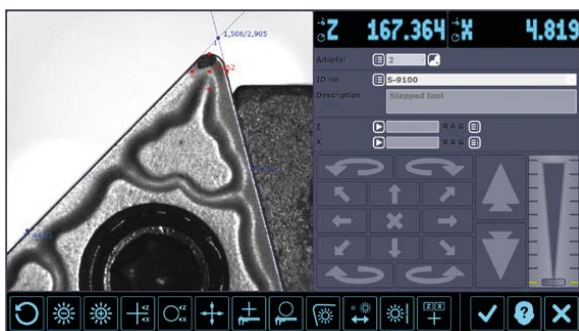 Z 167.364 X 4.819
1,506/2,905
Adapter 2
ID no. S-9100
Description Stepped tool
Z R A G
X R A G
Z X